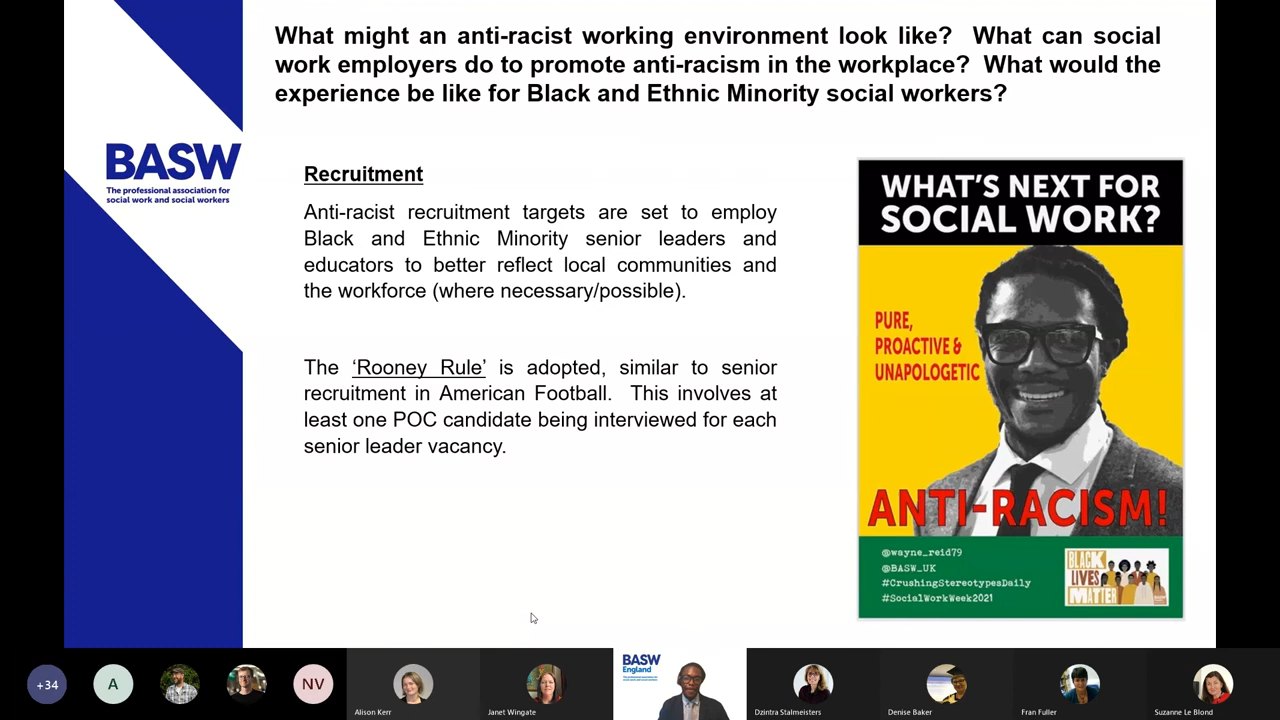 What might an anti-racist working environment look like? What can social
work employers do to promote anti-racism in the workplace? What would the
experience be like for Black and Ethnic Minority social workers?
BASW
The professional association for
social work and social workers
Recruitment
Anti-racist recruitment targets are set to employ
Black and Ethnic Minority senior leaders and
educators to better reflect local communities and
the workforce (where necessary/possible).
The ‘Rooney Rule’ is adopted, similar to senior
recruitment in American Football. This involves at
least one POC candidate being interviewed for each
senior leader vacancy.
WHAT'S NEXT FOR
SOCIAL WORK?
PURE,
PROACTIVE &
UNAPOLOGETIC
ANTI-RACISM!
@wayne_reid79
@BASW_UK
#CrushingStereotypesDaily
#SocialWorkWeek2021
BLACK
LIVES
MATTER
+34
A
NV
Alison Kerr
Janet Wingate
BASW
England
Dzintra Stalmeisters
Denise Baker
Fran Fuller
Suzanne Le Blond